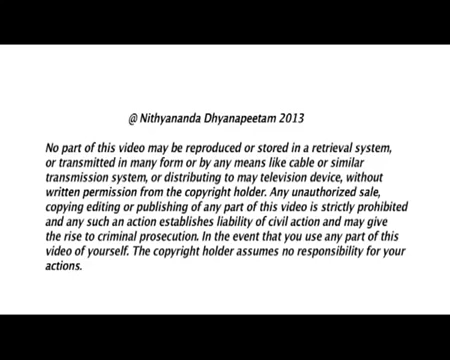 @ Nithyananda Dhyanapeetam 2013
No part of this video may be reproduced or stored in a retrieval system,
or transmitted in many form or by any means like cable or similar
transmission system, or distributing to may television device, without
written permission from the copyright holder. Any unauthorized sale,
copying editing or publishing of any part of this video is strictly prohibited
and any such an action establishes liability of civil action and may give
the rise to criminal prosecution. In the event that you use any part of this
video of yourself. The copyright holder assumes no responsibility for your
actions.